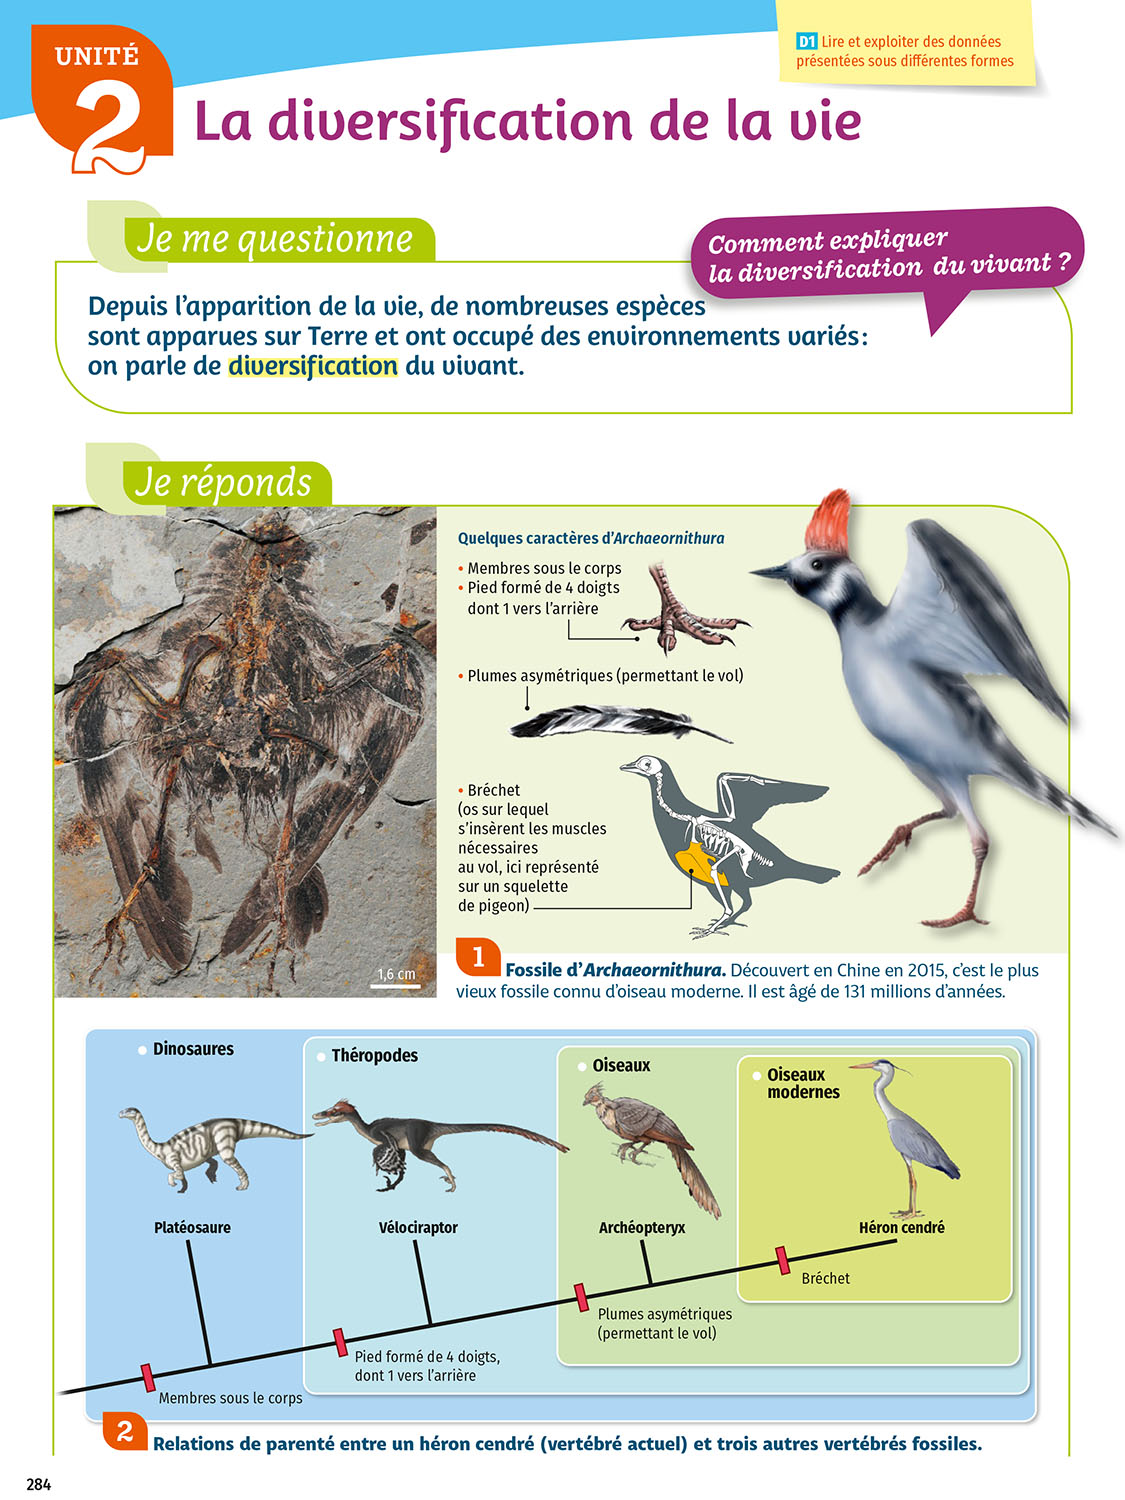 UNITÉ
2
D1 Lire et exploiter des données
présentées sous différentes formes
La diversification de la vie
Je me questionne
Comment expliquer
la diversification du vivant ?
Depuis l’apparition de la vie, de nombreuses espèces
sont apparues sur Terre et ont occupé des environnements variés :
on parle de diversification du vivant.
Je réponds
1,6 cm
Quelques caractères d’Archaeornithura
• Membres sous le corps
• Pied formé de 4 doigts
dont 1 vers l’arrière
• Plumes asymétriques (permettant le vol)
• Bréchet
(os sur lequel
s’insèrent les muscles
nécessaires
au vol, ici représenté
sur un squelette
de pigeon)
1 Fossile d’Archaeornithura. Découvert en Chine en 2015, c’est le plus
vieux fossile connu d’oiseau moderne. Il est âgé de 131 millions d’années.
Dinosaures
Théropodes
Oiseaux
Oiseaux
modernes
Platéosaure
Vélociraptor
Archéopteryx
Héron cendré
Bréchet
Plumes asymétriques
(permettant le vol)
Pied formé de 4 doigts,
dont 1 vers l’arrière
Membres sous le corps
2 Relations de parenté entre un héron cendré (vertébré actuel) et trois autres vertébrés fossiles.
284